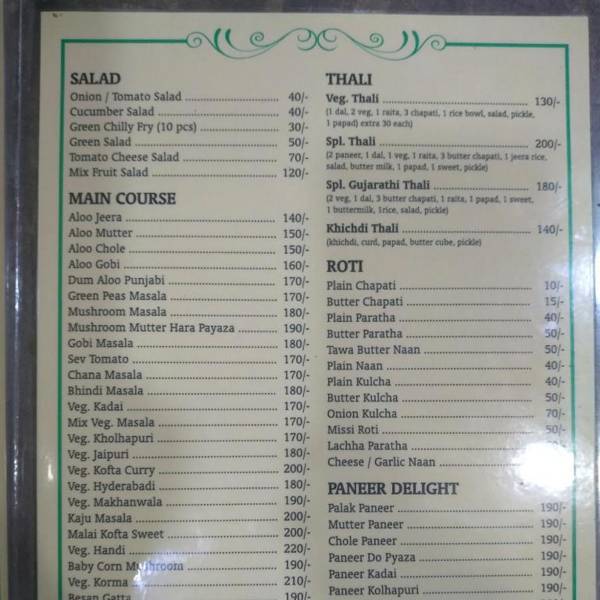 SALAD
Onion / Tomato Salad 40/-
Cucumber Salad 40/-
Green Chilly Fry (10 pcs) 30/-
Green Salad 50/-
Tomato Cheese Salad 70/-
Mix Fruit Salad 120/-
MAIN COURSE
Aloo Jeera 140/-
Aloo Mutter 150/-
Aloo Chole 150/-
Aloo Gobi 160/-
Dum Aloo Punjabi 170/-
Green Peas Masala 170/-
Mushroom Masala 180/-
Mushroom Mutter Hara Payaza 190/-
Gobi Masala 180/-
Sev Tomato 170/-
Chana Masala 170/-
Bhindi Masala 180/-
Veg. Kadai 170/-
Mix Veg. Masala 170/-
Veg. Kholhapuri 170/-
Veg. Jaipuri 180/-
Veg. Kofta Curry 200/-
Veg. Hyderabadi 180/-
Veg. Makhanwala 190/-
Kaju Masala 200/-
Malai Kofta Sweet 200/-
Veg. Handi 220/-
Baby Corn Mushroom 190/-
Veg. Korma 210/-
Besan Gatta 190/-
THALI
Veg. Thali 130/-
(1 dal, 2 veg, 1 raita, 3 chapati, 1 rice bowl, salad, pickle,
1 papad) extra 30 each)
Spl. Thali 200/-
(2 paneer, 1 dal, 1 veg, 1 raita, 3 butter chapati, 1 jeera rice,
salad, butter milk, 1 papad, 1 sweet, pickle)
Spl. Gujarathi Thali 180/-
(2 veg, 1 dal, 3 butter chapati, 1 raita, 1 papad, 1 sweet,
1 buttermilk, 1rice, salad, pickle)
Khichdi Thali 140/-
(khichdi, curd, papad, butter cube, pickle)
ROTI
Plain Chapati 10/-
Butter Chapati 15/-
Plain Paratha 40/-
Butter Paratha 50/-
Tawa Butter Naan 50/-
Plain Naan 40/-
Plain Kulcha 40/-
Butter Kulcha 50/-
Onion Kulcha 70/-
Missi Roti 50/-
Lachha Paratha
Cheese / Garlic Naan
PANEER DELIGHT
Palak Paneer 190/-
Mutter Paneer 190/-
Chole Paneer 190/-
Paneer Do Pyaza 190/-
Paneer Kadai 190/-
Paneer Kolhapuri 190/-